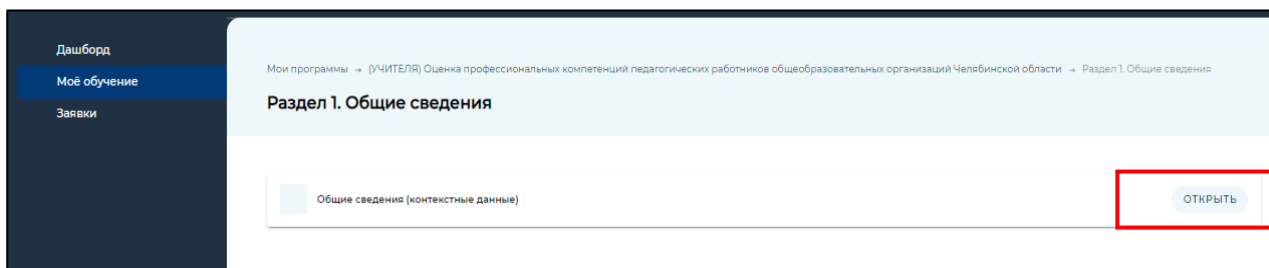 Дашборд
Моё обучение
Заявки
Мои программы → (УЧИТЕЛЯ) Оценка профессиональных компетенций педагогических работников общеобразовательных организаций Челябинской области → Раздел 1. Общие сведения
Раздел 1. Общие сведения
Общие сведения (контекстные данные)
ОТКРЫТЬ